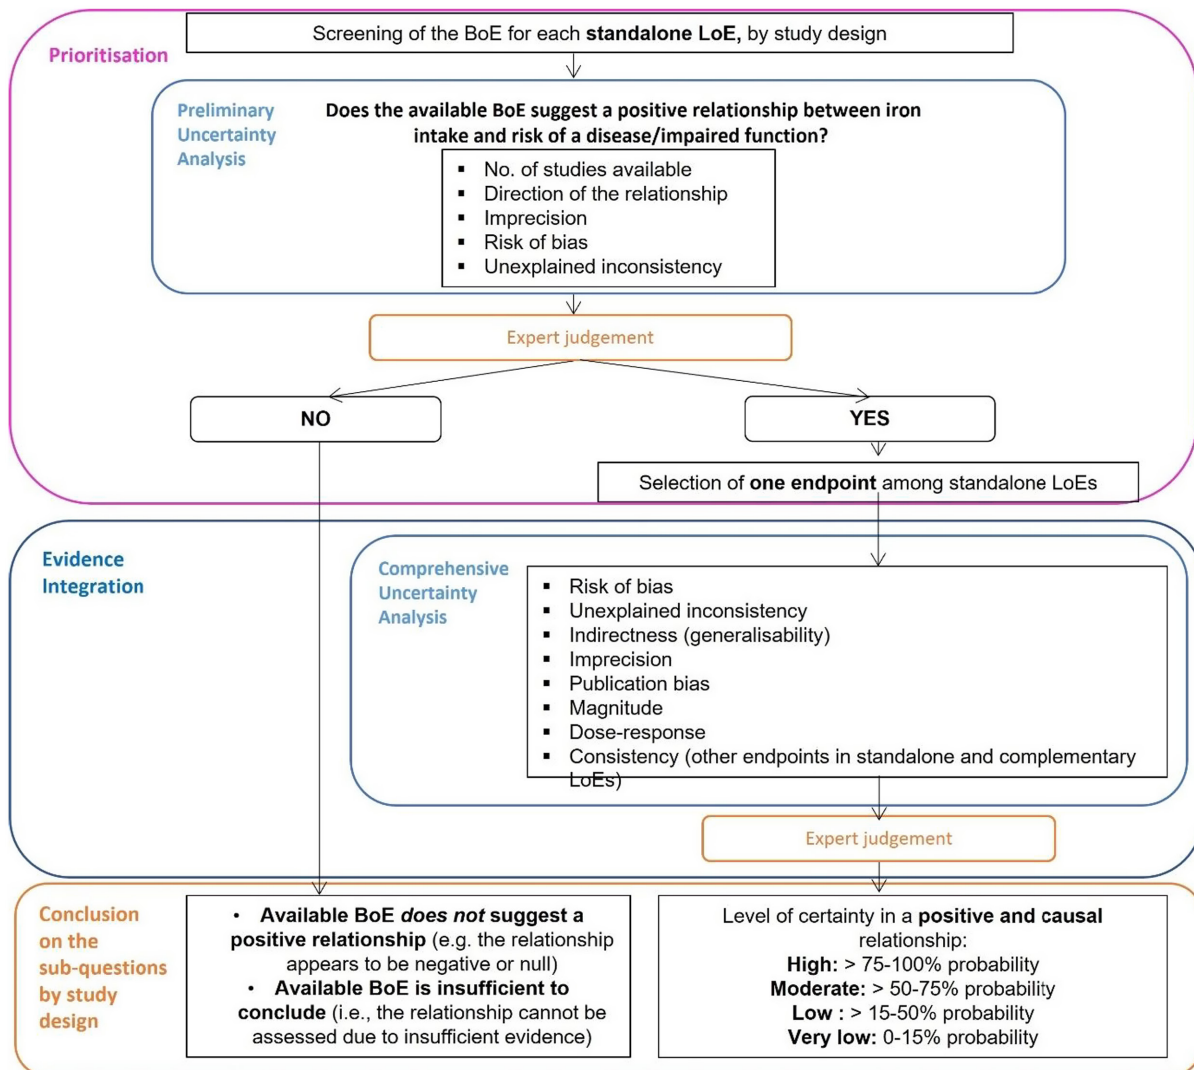 Prioritisation
Screening of the BoE for each standalone LoE, by study design
Preliminary
Uncertainty
Analysis
Does the available BoE suggest a positive relationship between iron
intake and risk of a disease/impaired function?
▪ No. of studies available
▪ Direction of the relationship
▪ Imprecision
▪ Risk of bias
▪ Unexplained inconsistency
Expert judgement
NO
YES
Selection of one endpoint among standalone LoEs
Evidence
Integration
Comprehensive
Uncertainty
Analysis
▪ Risk of bias
▪ Unexplained inconsistency
▪ Indirectness (generalisability)
▪ Imprecision
▪ Publication bias
▪ Magnitude
▪ Dose-response
▪ Consistency (other endpoints in standalone and complementary
LoEs)
Expert judgement
Conclusion
on the
sub-questions
by study
design
• Available BoE does not suggest a
positive relationship (e.g. the relationship
appears to be negative or null)
• Available BoE is insufficient to
conclude (i.e., the relationship cannot be
assessed due to insufficient evidence)
Level of certainty in a positive and causal
relationship:
High: > 75-100% probability
Moderate: > 50-75% probability
Low : > 15-50% probability
Very low: 0-15% probability